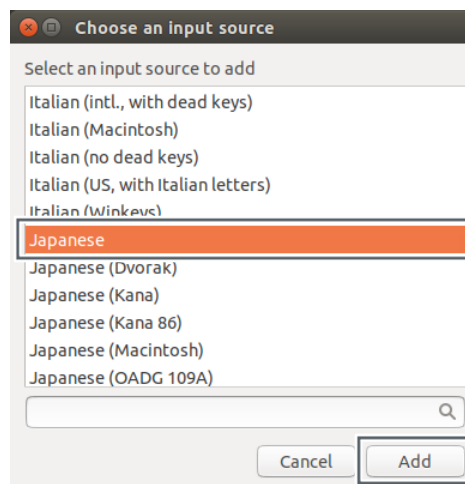 Choose an input source
Select an input source to add
Italian (intl., with dead keys)
Italian (Macintosh)
Italian (no dead keys)
Italian (US, with Italian letters)
Italian (Winkeys)
Japanese
Japanese (Dvorak)
Japanese (Kana)
Japanese (Kana 86)
Japanese (Macintosh)
Japanese (OADG 109A)
Cancel Add